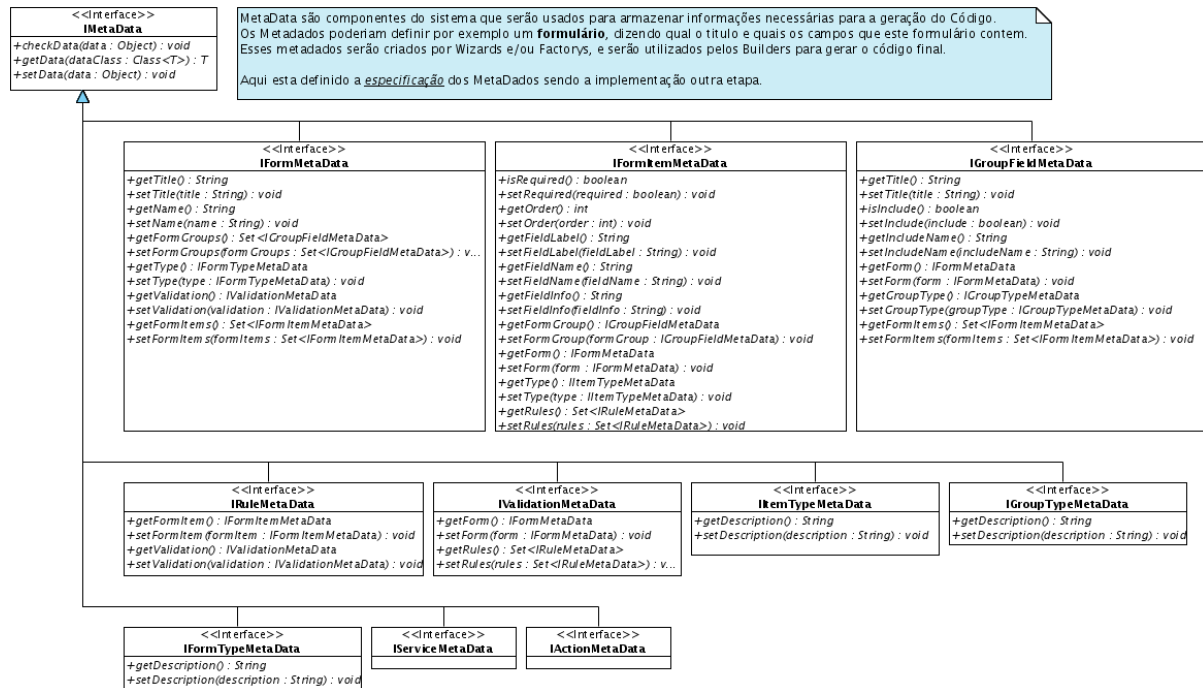 <<Interface>>
IMetaData
+checkData(data : Object) : void
+getData(dataClass : Class<T>) : T
+setData(data : Object) : void
MetaData são componentes do sistema que serão usados para armazenar informações necessárias para a geração do Código.
Os Metadados poderiam definir por exemplo um formulário, dizendo qual o titulo e quais os campos que este formulário contem.
Esses metadados serão criados por Wizards e/ou Factorys, e serão utilizados pelos Builders para gerar o código final.
Aqui esta definido a especificação dos MetaDados sendo a implementação outra etapa.
<<Interface>>
IFormMetaData
+getTitle() : String
+setTitle(title : String) : void
+getName() : String
+setName(name : String) : void
+getFormGroups() : Set<IGroupFieldMetaData>
+setFormGroups(formGroups : Set<IGroupFieldMetaData>) : v...
+getType() : IFormTypeMetaData
+setType(type : IFormTypeMetaData) : void
+getValidation() : IValidationMetaData
+setValidation(validation : IValidationMetaData) : void
+getFormItems() : Set<IFormItemMetaData>
+setFormItems(formItems : Set<IFormItemMetaData>) : void
<<Interface>>
IFormItemMetaData
+isRequired() : boolean
+setRequired(required : boolean) : void
+getOrder() : int
+setOrder(order : int) : void
+getFieldLabel() : String
+setFieldLabel(fieldLabel : String) : void
+getFieldName() : String
+setFieldName(fieldName : String) : void
+getFieldInfo() : String
+setFieldInfo(fieldInfo : String) : void
+getFormGroup() : IGroupFieldMetaData
+setFormGroup(formGroup : IGroupFieldMetaData) : void
+getForm() : IFormMetaData
+setForm(form : IFormMetaData) : void
+getType() : IItemTypeMetaData
+setType(type : IItemTypeMetaData) : void
+getRules() : Set<IRuleMetaData>
+setRules(rules : Set<IRuleMetaData>) : void
<<Interface>>
IGroupFieldMetaData
+getTitle() : String
+setTitle(title : String) : void
+isInclude() : boolean
+setInclude(include : boolean) : void
+getIncludeName() : String
+setIncludeName(includeName : String) : void
+getForm() : IFormMetaData
+setForm(form : IFormMetaData) : void
+getGroupType() : IGroupTypeMetaData
+setGroupType(groupType : IGroupTypeMetaData) : void
+getFormItems() : Set<IFormItemMetaData>
+setFormItems(formItems : Set<IFormItemMetaData>) : void
<<Interface>>
IRuleMetaData
+getFormItem() : IFormItemMetaData
+setFormItem(formItem : IFormItemMetaData) : void
+getValidation() : IValidationMetaData
+setValidation(validation : IValidationMetaData) : void
<<Interface>>
IValidationMetaData
+getForm() : IFormMetaData
+setForm(form : IFormMetaData) : void
+getRules() : Set<IRuleMetaData>
+setRules(rules : Set<IRuleMetaData>) : v...
<<Interface>>
IItemTypeMetaData
+getDescription() : String
+setDescription(description : String) : void
<<Interface>>
IGroupTypeMetaData
+getDescription() : String
+setDescription(description : String) : void
<<Interface>>
IFormTypeMetaData
+getDescription() : String
+setDescription(description : String) : void
<<Interface>>
IServiceMetaData
<<Interface>>
IActionMetaData